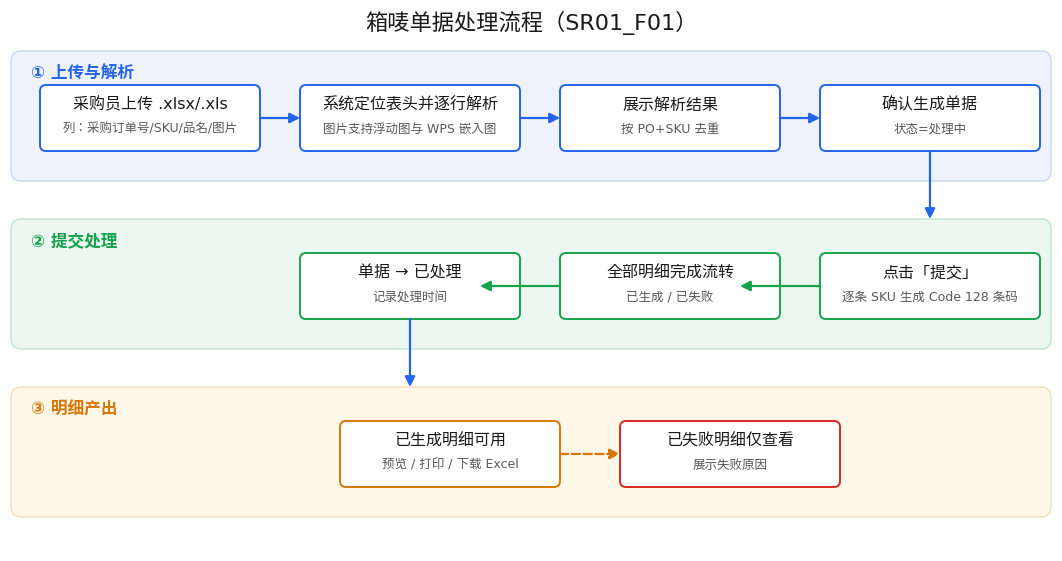 箱唛单据处理流程（SR01_F01）
① 上传与解析
采购员上传 .xlsx/.xls
列：采购订单号/SKU/品名/图片
系统定位表头并逐行解析
图片支持浮动图与 WPS 嵌入图
展示解析结果
按 PO+SKU 去重
确认生成单据
状态=处理中
② 提交处理
单据 → 已处理
记录处理时间
全部明细完成流转
已生成 / 已失败
点击「提交」
逐条 SKU 生成 Code 128 条码
③ 明细产出
已生成明细可用
预览 / 打印 / 下载 Excel
已失败明细仅查看
展示失败原因